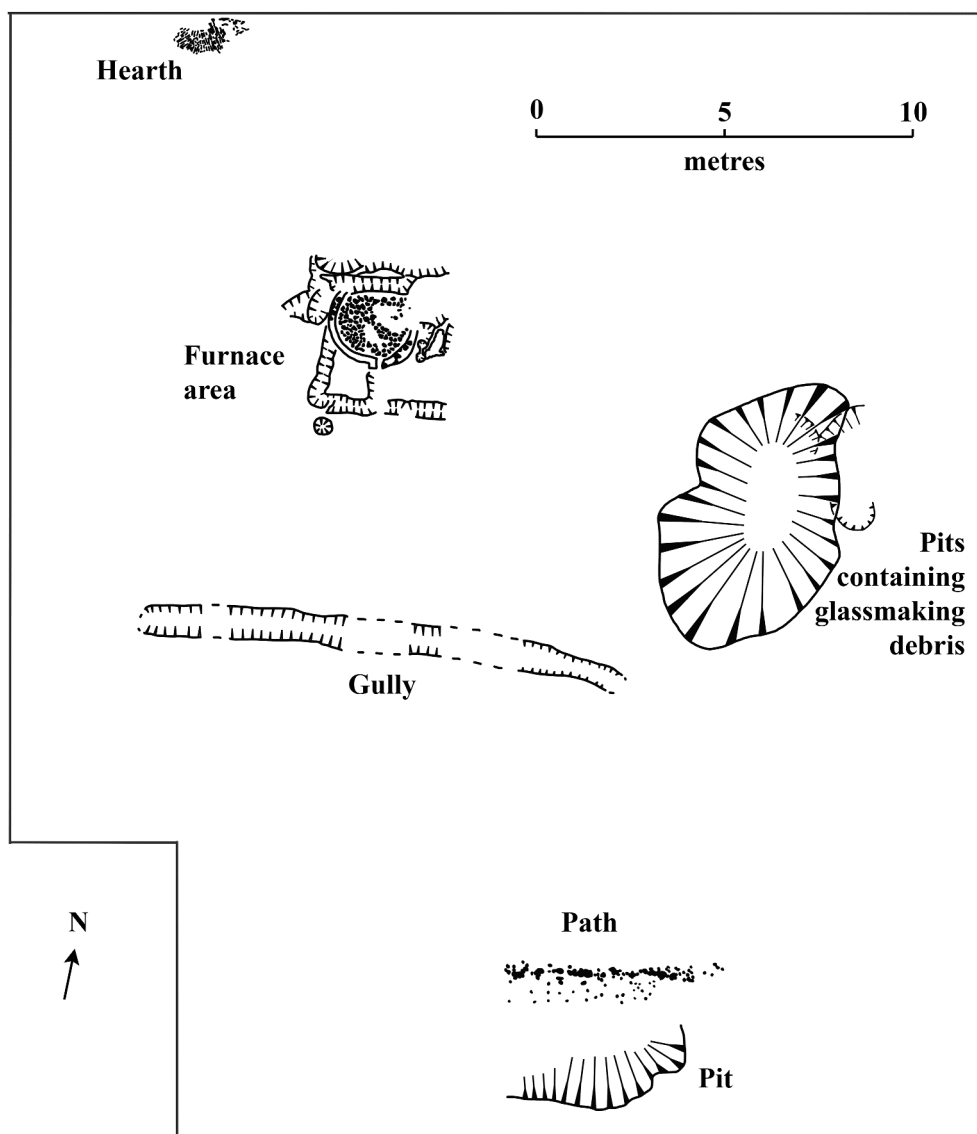 Hearth
0 5 10
metres
Furnace
area
Pits
containing
glassmaking
debris
Gully
N
Path
Pit